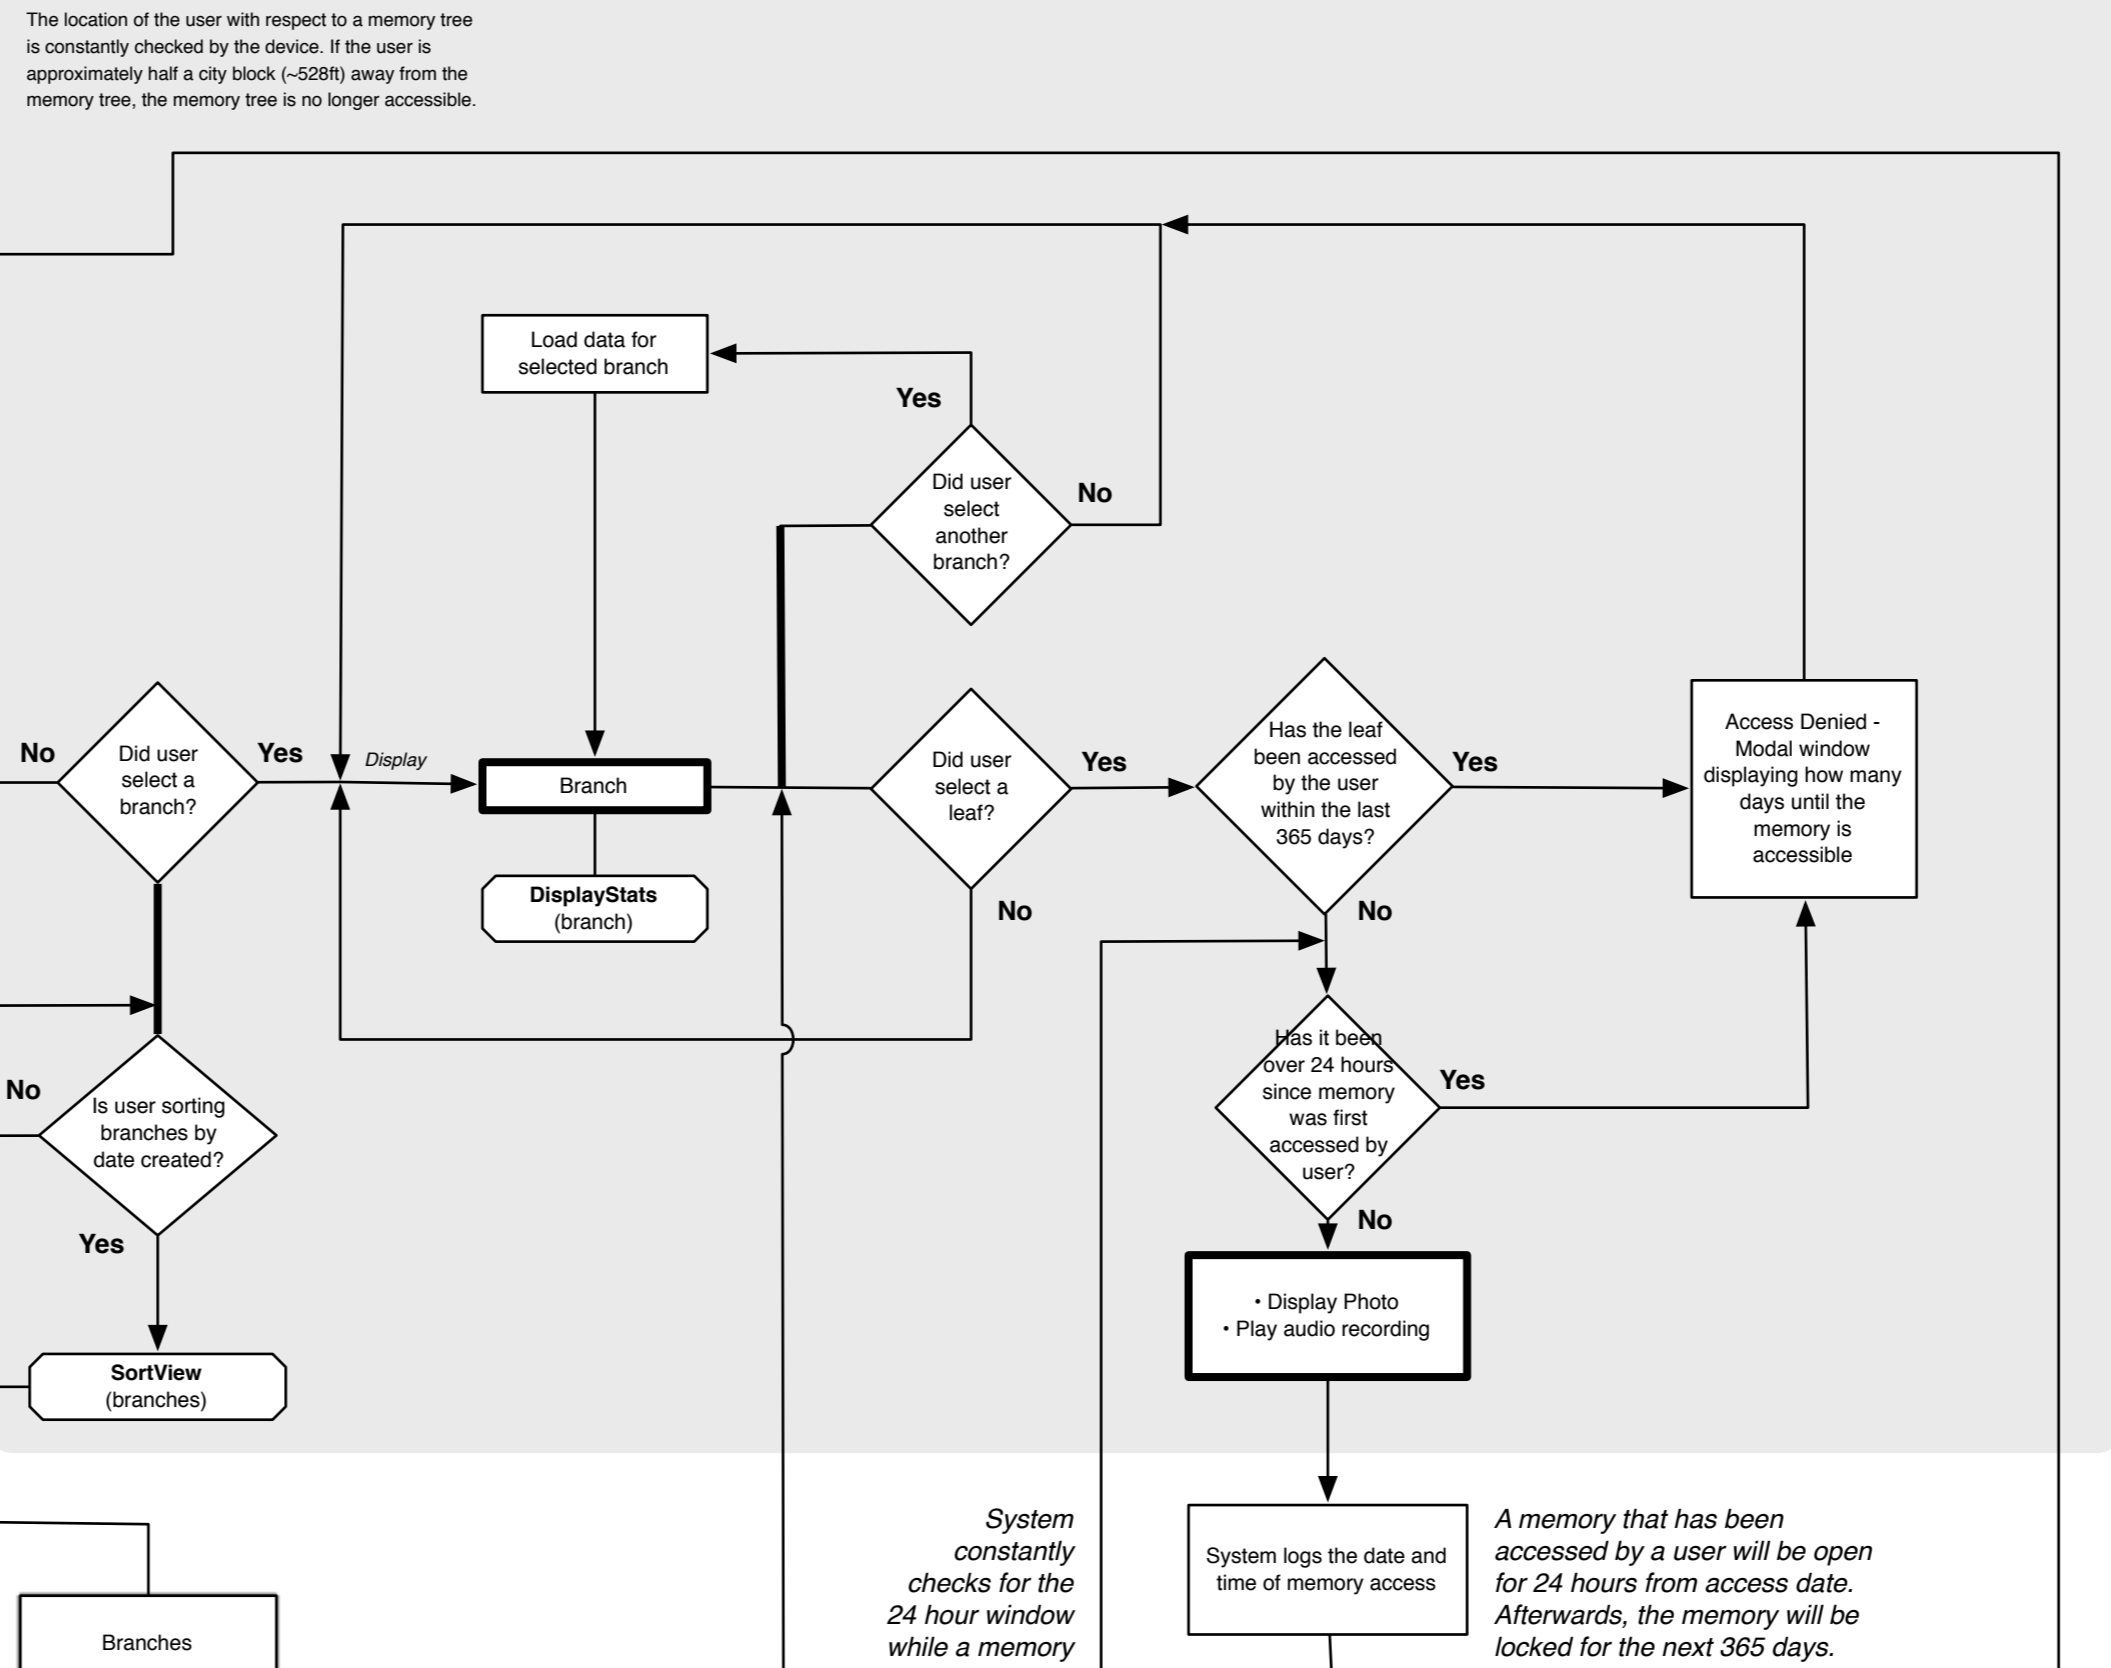 The location of the user with respect to a memory tree
is constantly checked by the device. If the user is
approximately half a city block (~528ft) away from the
memory tree, the memory tree is no longer accessible.
Load data for
selected branch
Yes
Did user
select
another
branch?
No
No
Did user
select a
branch?
Yes
Display
Branch
DisplayStats
(branch)
Did user
select a
leaf?
Yes
No
Has the leaf
been accessed
by the user
within the last
365 days?
Yes
No
Access Denied -
Modal window
displaying how many
days until the
memory is
accessible
No
Is user sorting
branches by
date created?
Yes
SortView
(branches)
Has it been
over 24 hours
since memory
was first
accessed by
user?
Yes
No
• Display Photo
• Play audio recording
System logs the date and
time of memory access
System
constantly
checks for the
24 hour window
while a memory
A memory that has been
accessed by a user will be open
for 24 hours from access date.
Afterwards, the memory will be
locked for the next 365 days.
Branches